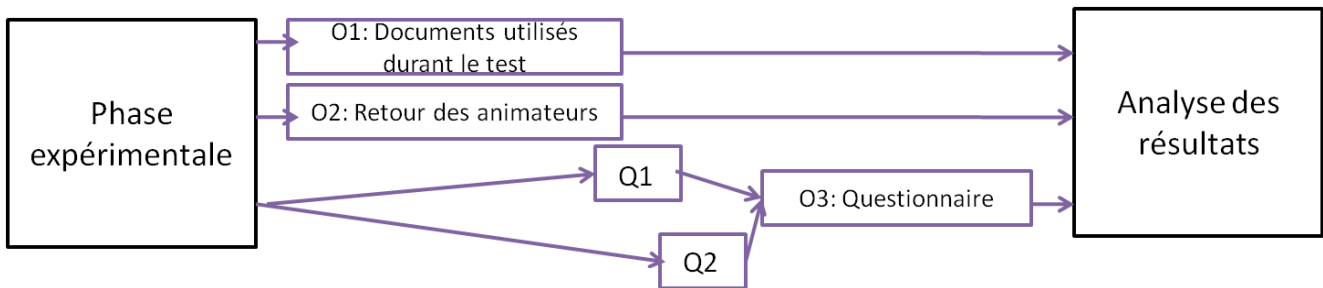 Phase
expérimentale
O1: Documents utilisés
durant le test
O2: Retour des animateurs
Q1
Q2
O3: Questionnaire
Analyse des
résultats